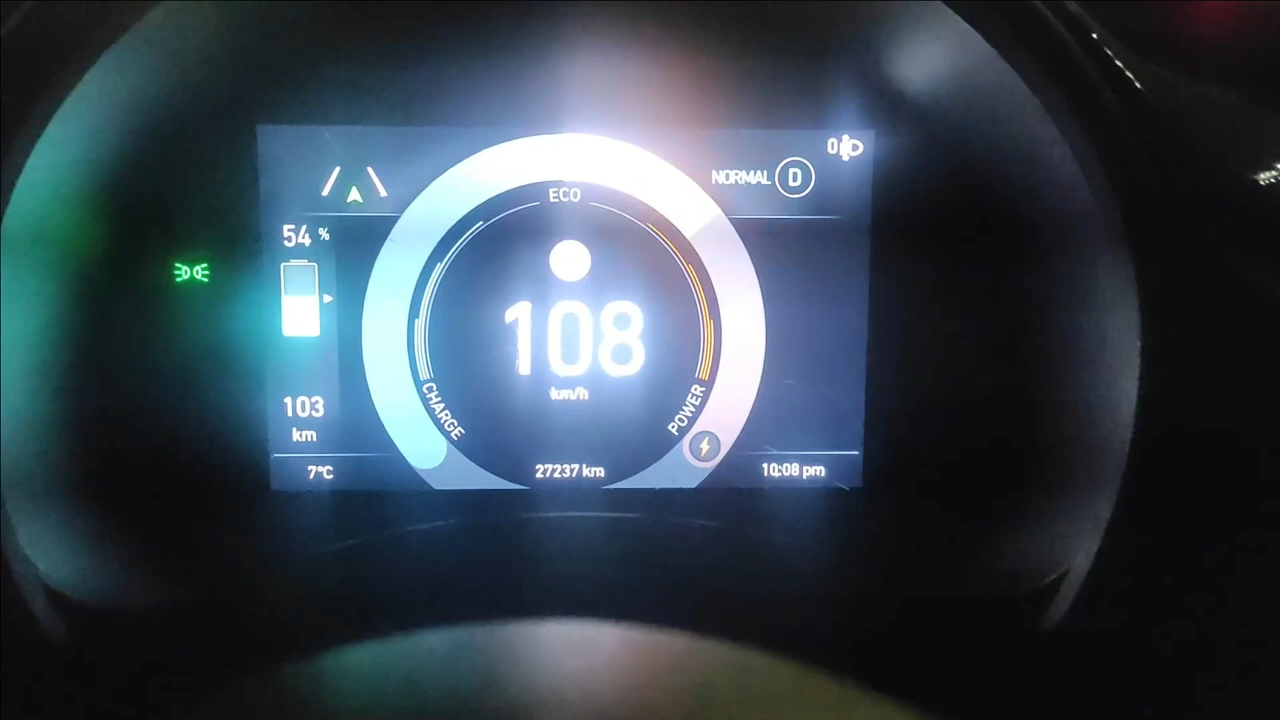 0
NORMAL D
ECO
54 %
108
km/h
CHARGE
POWER
103
km
7°C
27237 km
10:08 pm